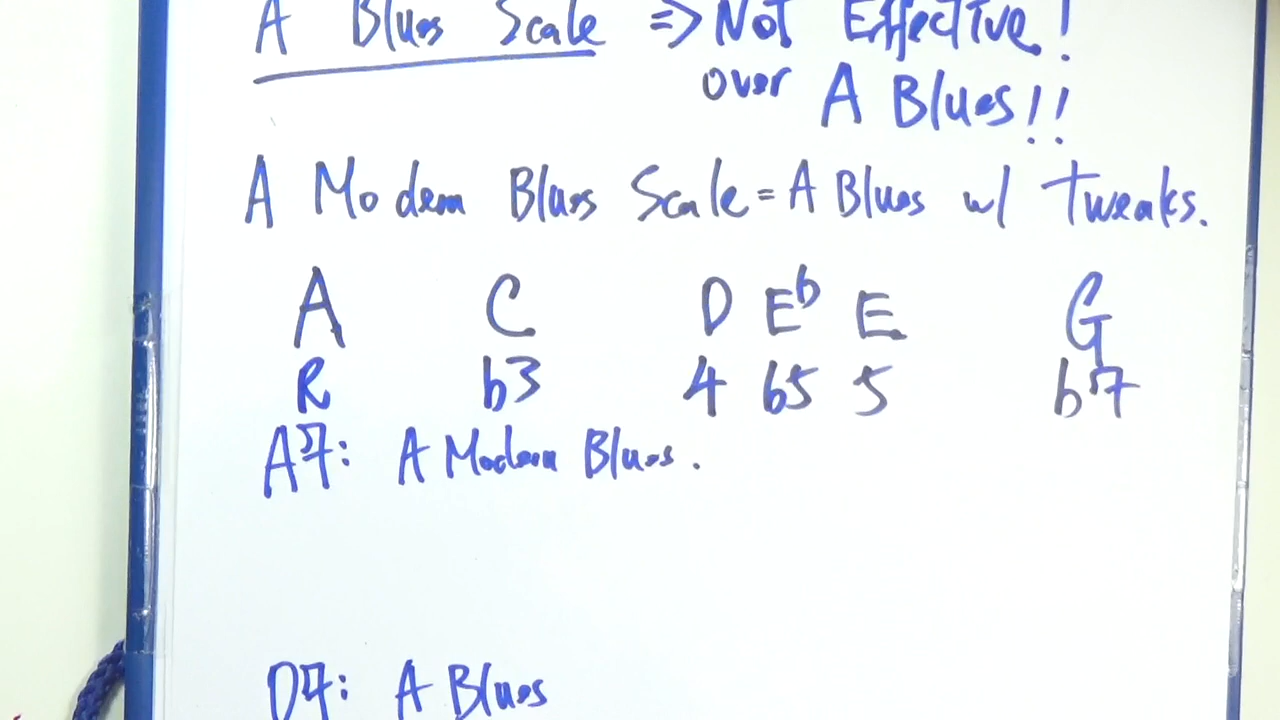 A Blues Scale => Not Effective!
over A Blues!!
A Modern Blues Scale = A Blues w/ Tweaks.
A C D Eb E G
R b3 4 b5 5 b7
A7: A Modern Blues.
D7: A Blues